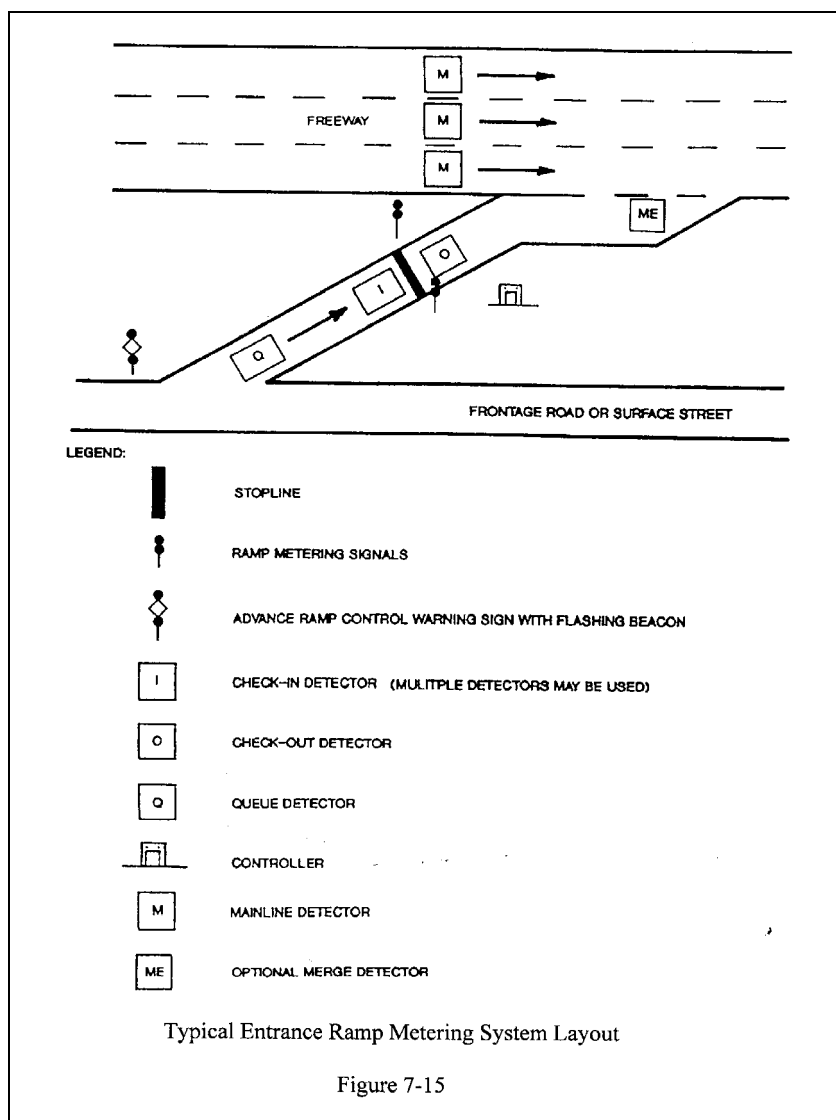 M
FREEWAY
M
M
ME
O
I
Q
FRONTAGE ROAD OR SURFACE STREET
LEGEND:
STOPLINE
RAMP METERING SIGNALS
ADVANCE RAMP CONTROL WARNING SIGN WITH FLASHING BEACON
I CHECK-IN DETECTOR (MULITPLE DETECTORS MAY BE USED)
O CHECK-OUT DETECTOR
Q QUEUE DETECTOR
CONTROLLER
M MAINLINE DETECTOR
ME OPTIONAL MERGE DETECTOR
Typical Entrance Ramp Metering System Layout
Figure 7-15